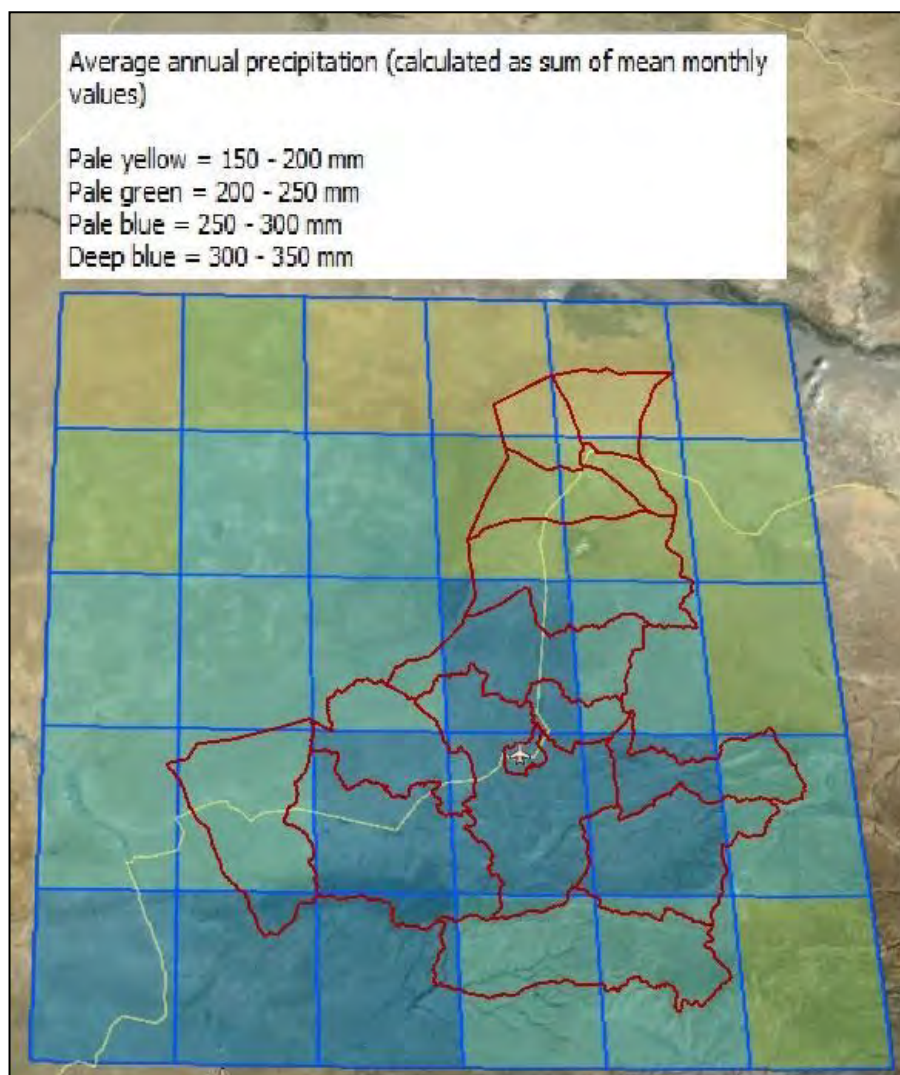 Average annual precipitation (calculated as sum of mean monthly
values)
Pale yellow = 150 - 200 mm
Pale green = 200 - 250 mm
Pale blue = 250 - 300 mm
Deep blue = 300 - 350 mm